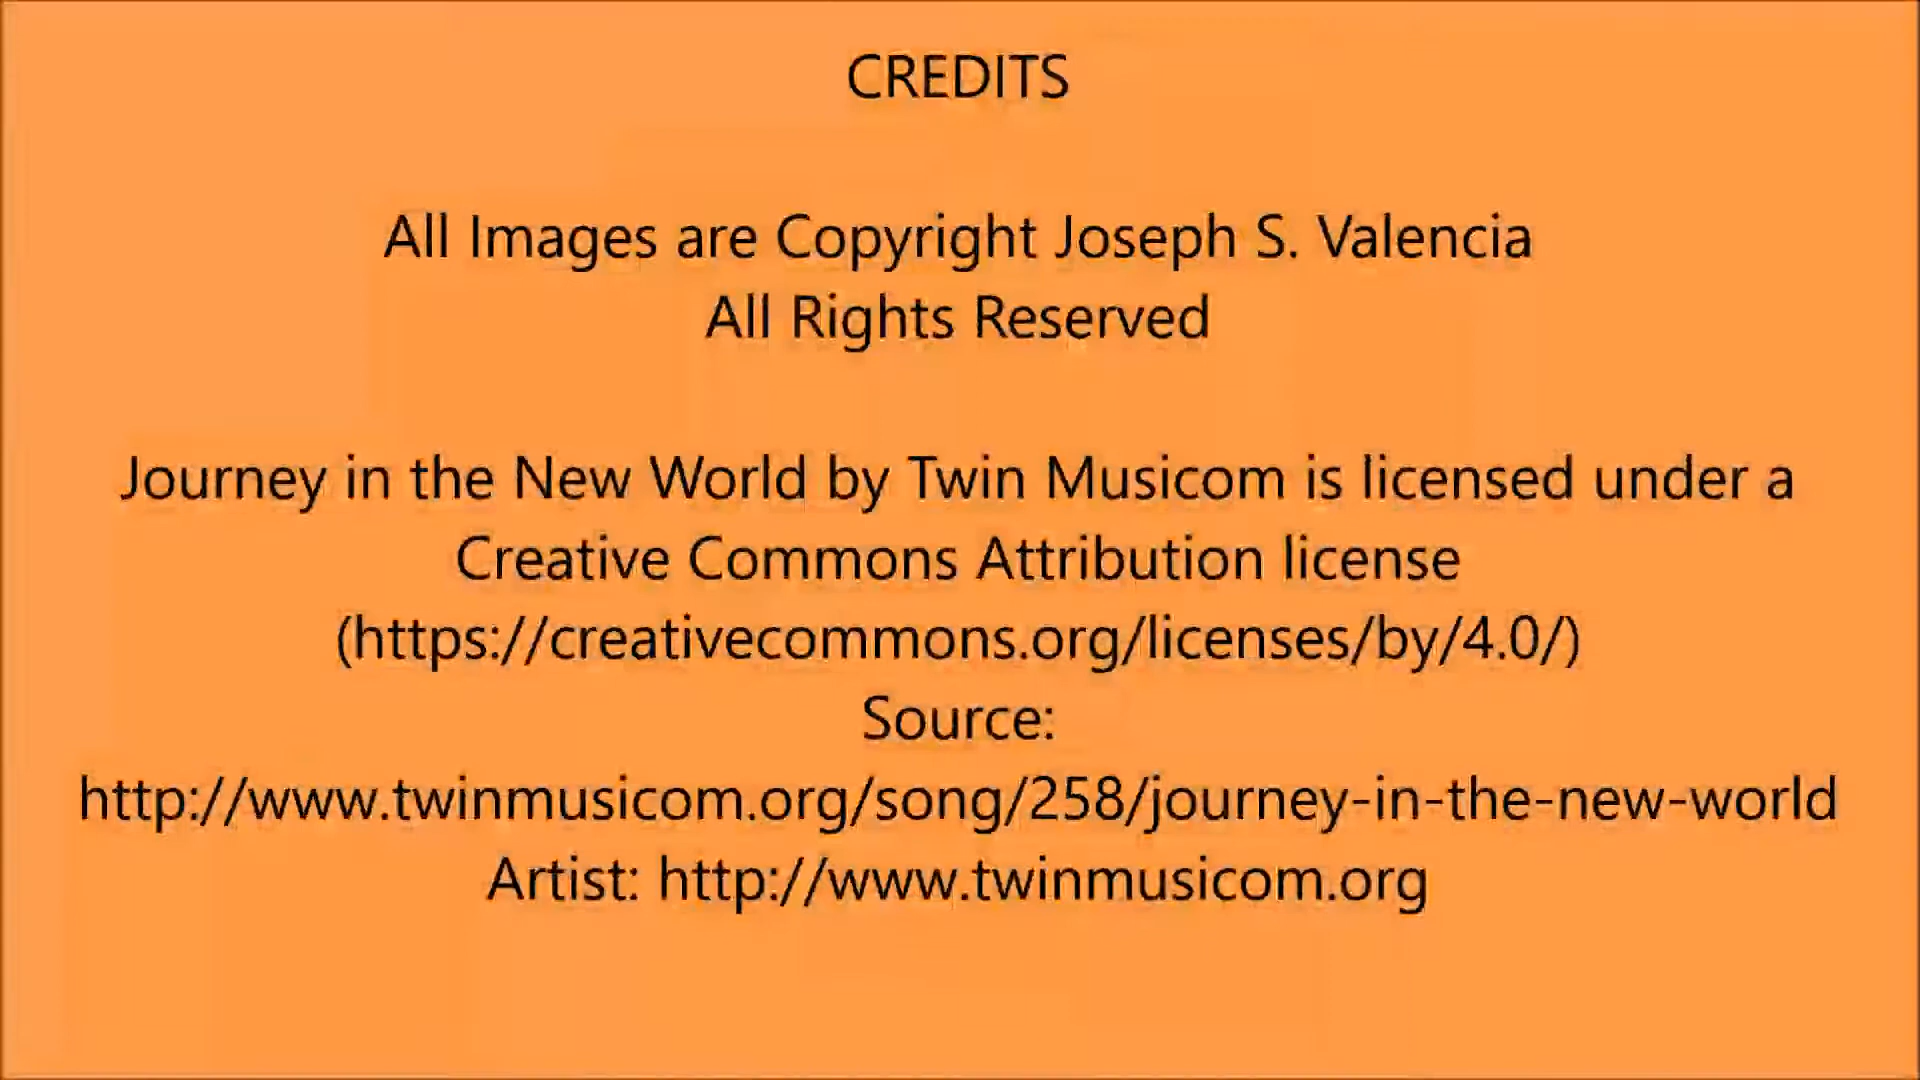 CREDITS
All Images are Copyright Joseph S. Valencia
All Rights Reserved
Journey in the New World by Twin Musicom is licensed under a
Creative Commons Attribution license
(https://creativecommons.org/licenses/by/4.0/)
Source:
http://www.twinmusicom.org/song/258/journey-in-the-new-world
Artist: http://www.twinmusicom.org